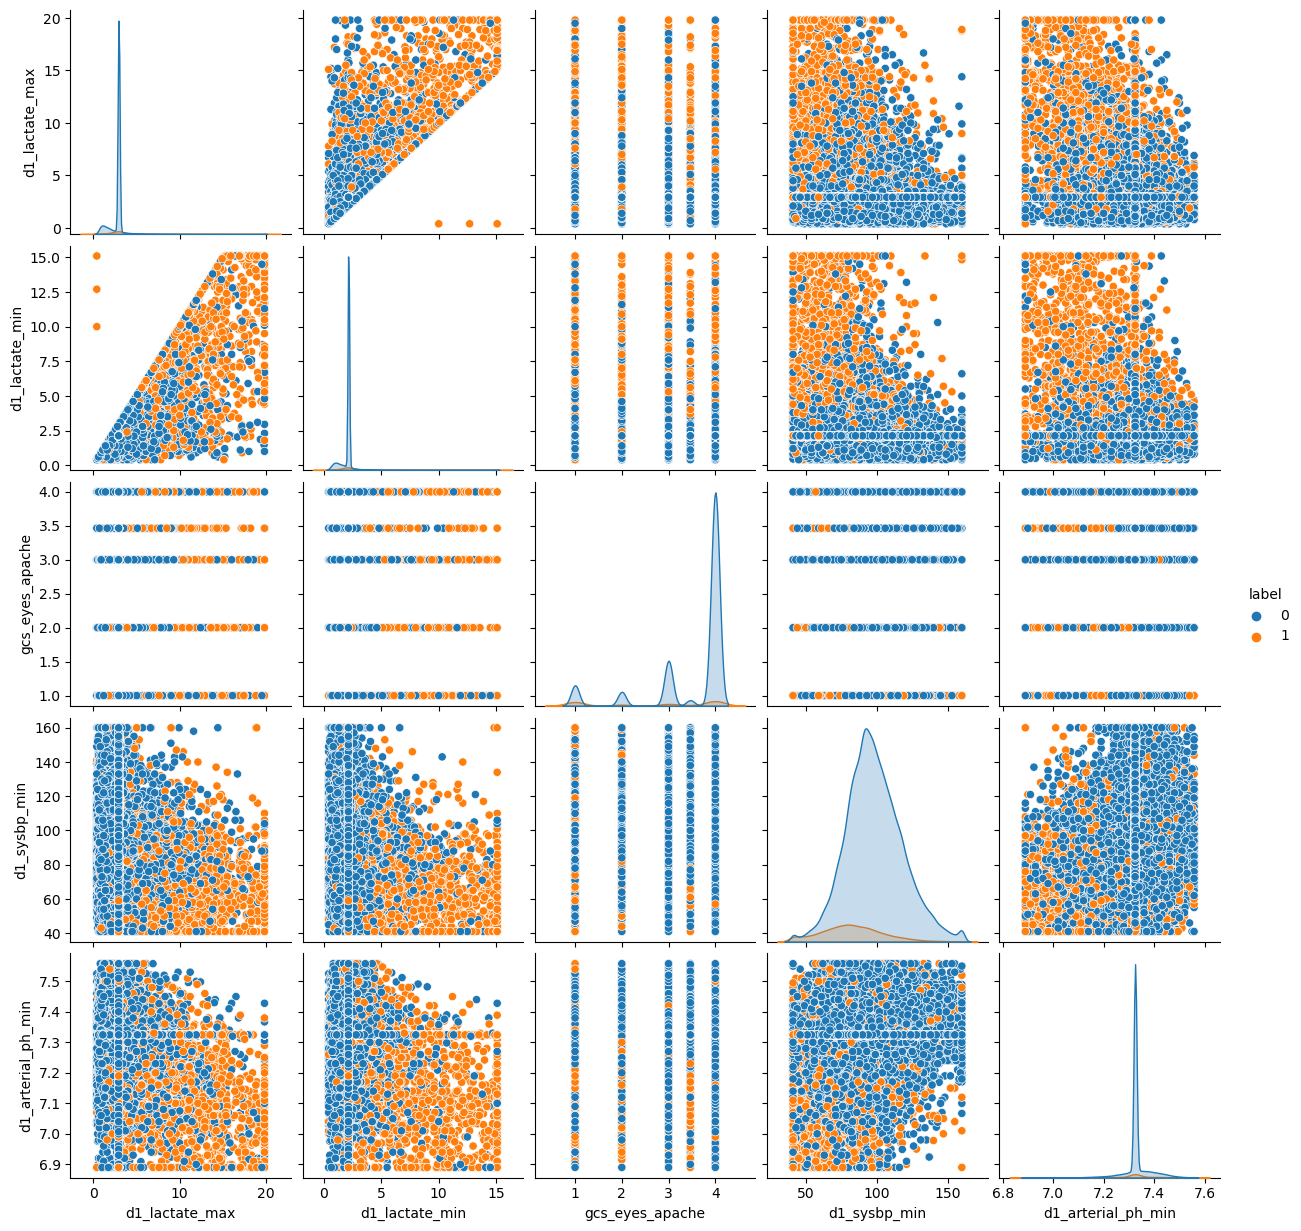 20
15
10
5
0
d1_lactate_max
15.0
12.5
10.0
7.5
5.0
2.5
0.0
d1_lactate_min
4.0
3.5
3.0
2.5
2.0
1.5
1.0
gcs_eyes_apache
label
0
1
160
140
120
100
80
60
40
d1_sysbp_min
7.5
7.4
7.3
7.2
7.1
7.0
6.9
d1_arterial_ph_min
0 10 20
0 5 10 15
1 2 3 4
50 100 150
6.8 7.0 7.2 7.4 7.6
d1_lactate_max d1_lactate_min gcs_eyes_apache d1_sysbp_min d1_arterial_ph_min